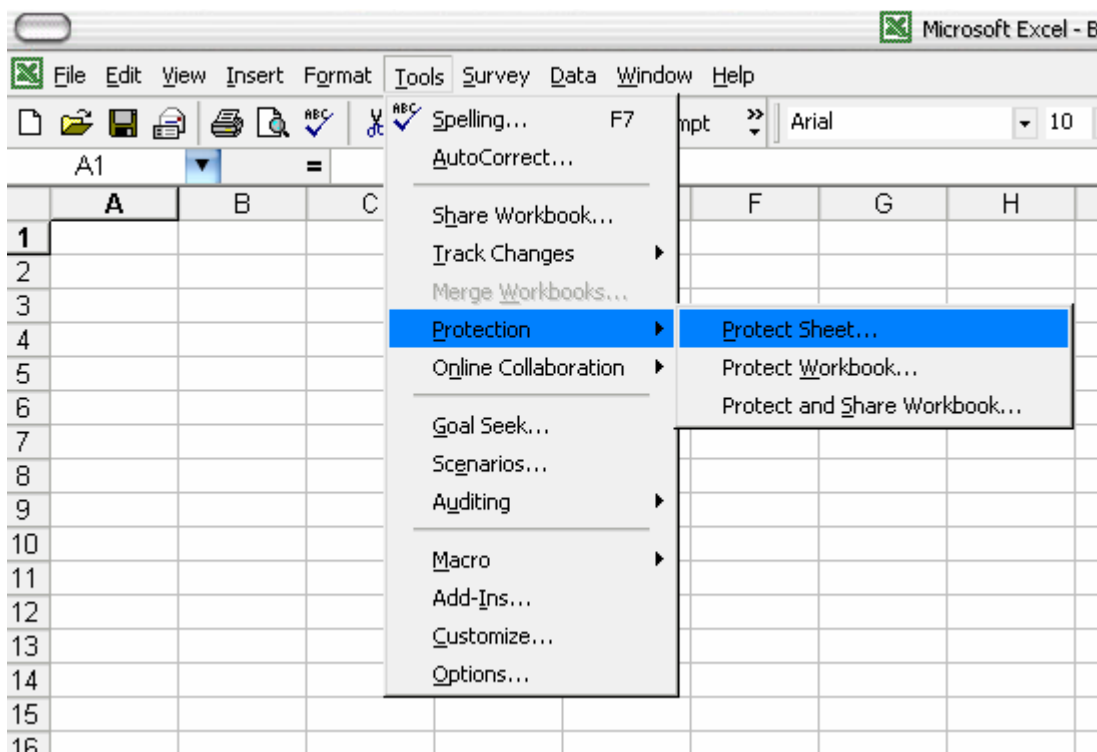 Microsoft Excel - B
File Edit View Insert Format Tools Survey Data Window Help
ABC ABC mpt Arial 10
A1 =
A B C F G H
Spelling... F7
AutoCorrect...
Share Workbook...
Track Changes
Merge Workbooks...
Protection
Online Collaboration
Goal Seek...
Scenarios...
Auditing
Macro
Add-Ins...
Customize...
Options...
Protect Sheet...
Protect Workbook...
Protect and Share Workbook...
1
2
3
4
5
6
7
8
9
10
11
12
13
14
15
16